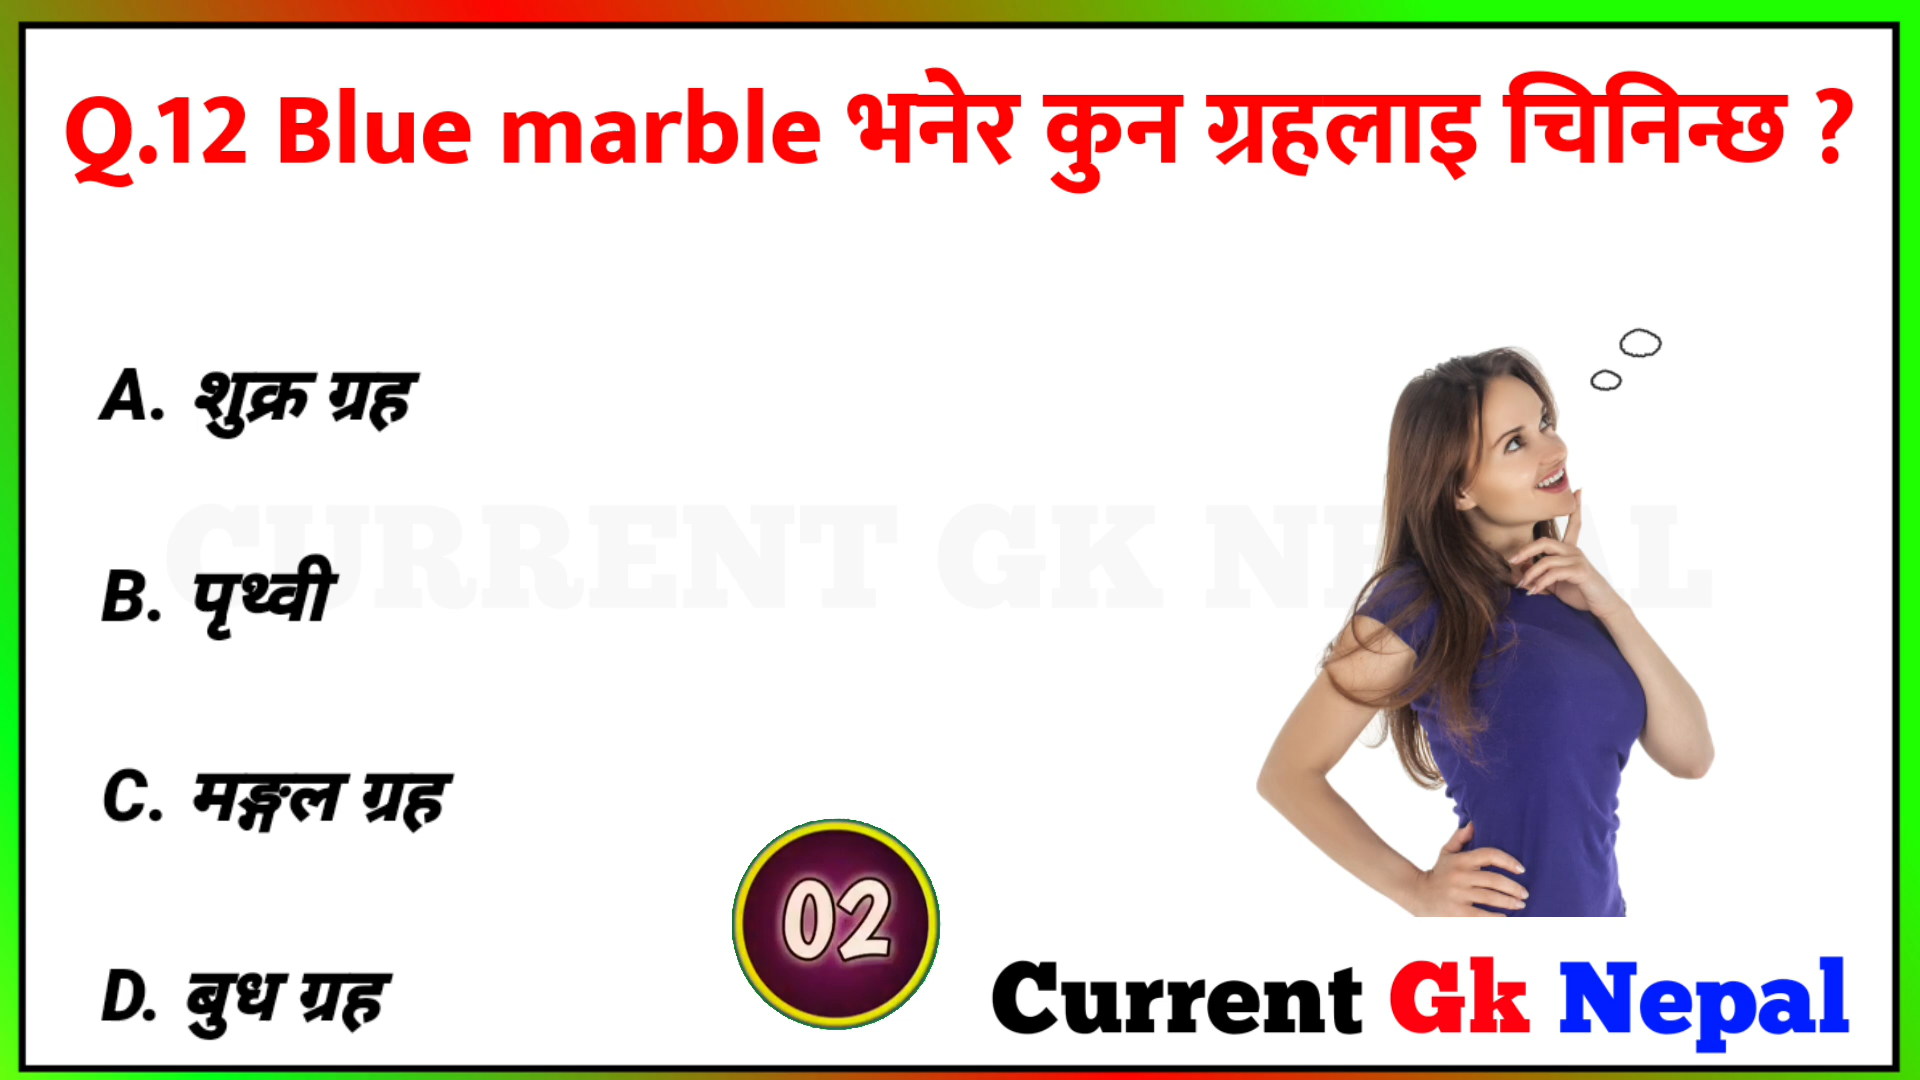 Q.12 Blue marble भनेर कुन ग्रहलाइ चिनिन्छ ?
A. शुक्र ग्रह
CURRENT GK NEPAL
B. पृथ्वी
C. मङ्गल ग्रह
02
D. बुध ग्रह
Current Gk Nepal